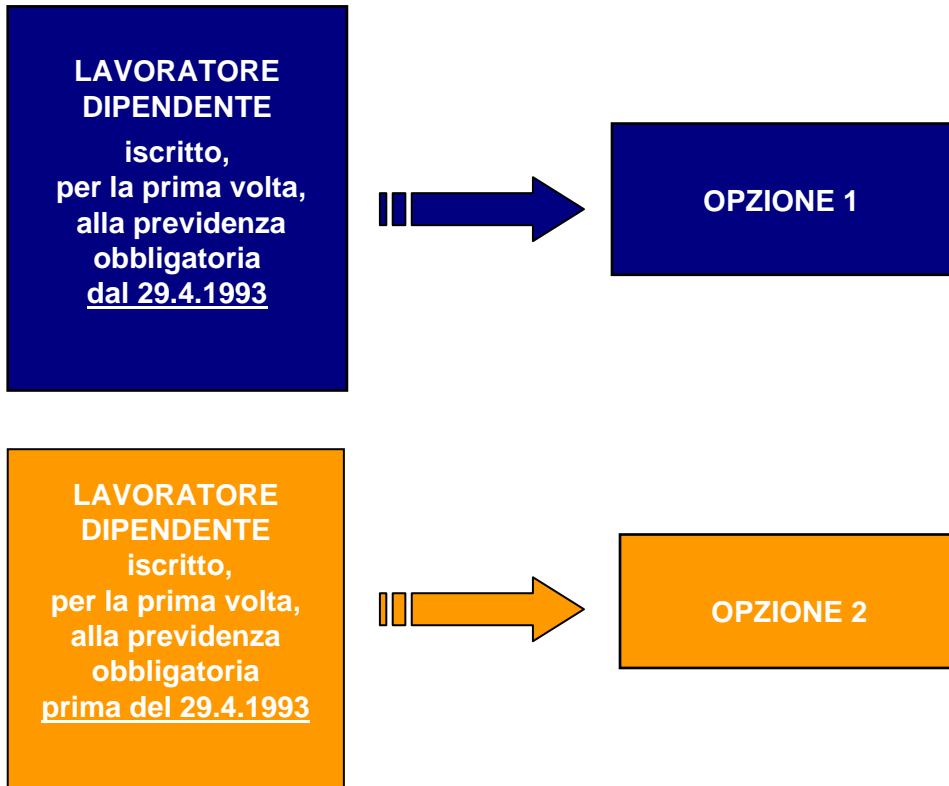 LAVORATORE
DIPENDENTE
iscritto,
per la prima volta,
alla previdenza
obbligatoria
dal 29.4.1993
OPZIONE 1
LAVORATORE
DIPENDENTE
iscritto,
per la prima volta,
alla previdenza
obbligatoria
prima del 29.4.1993
OPZIONE 2